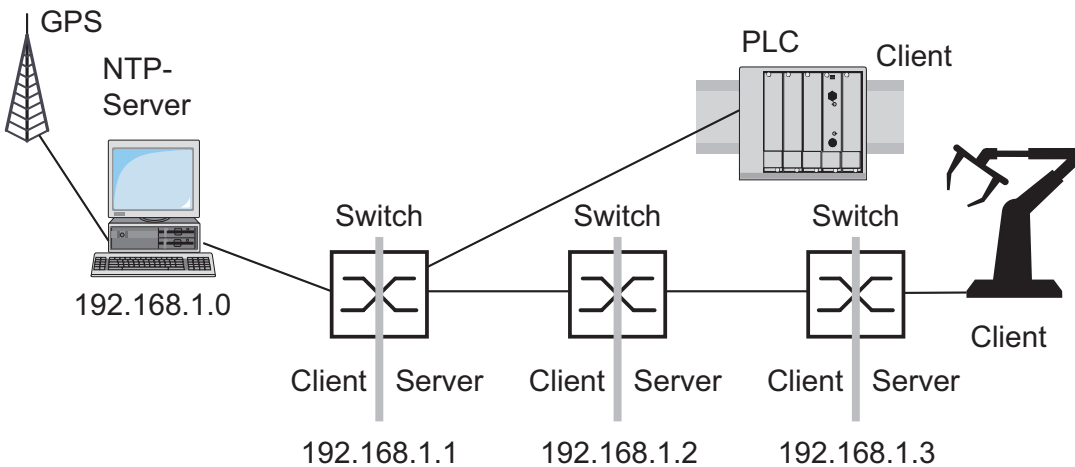 GPS
NTP-
Server
192.168.1.0
PLC
Client
Switch
Switch
Switch
Client
Client Server
Client Server
Client Server
192.168.1.1
192.168.1.2
192.168.1.3